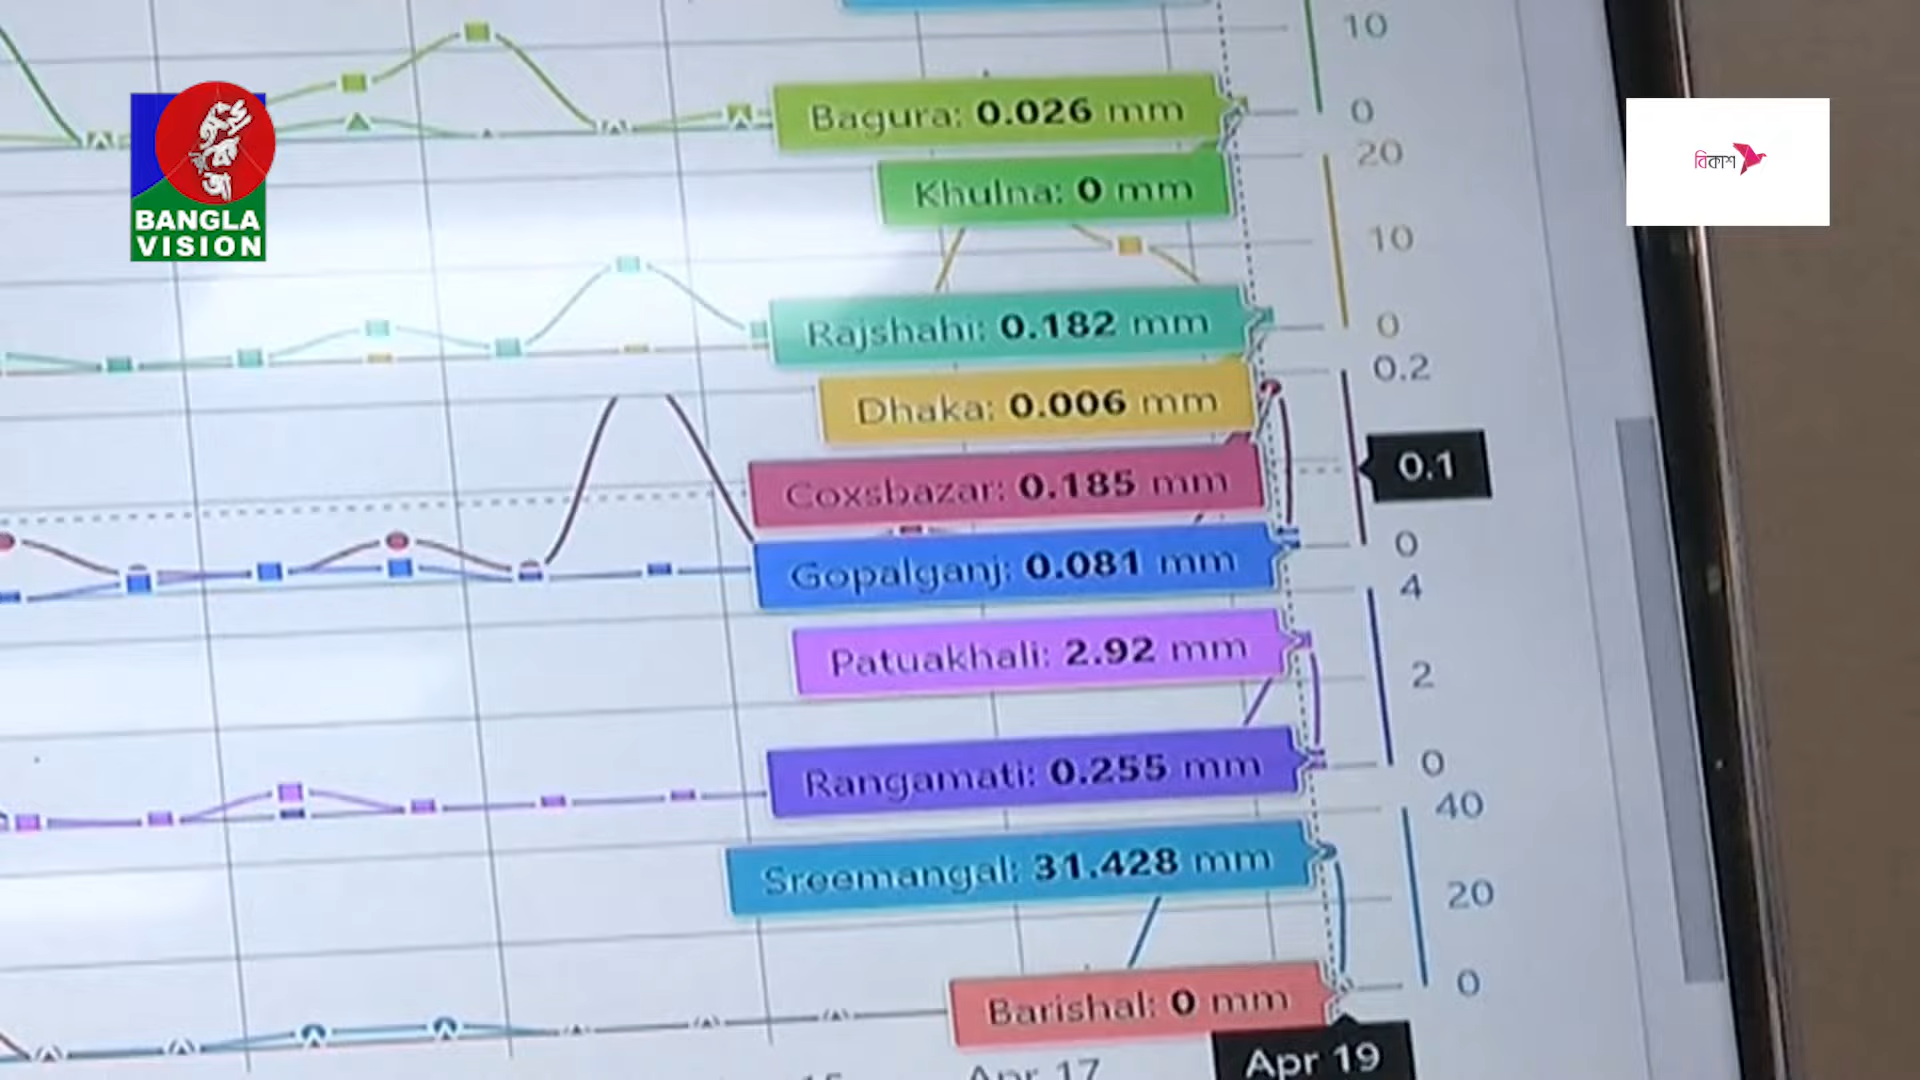 10
Bagura: 0.026 mm
0
20
Khulna: 0 mm
10
Rajshahi: 0.182 mm
0
0.2
Dhaka: 0.006 mm
0.1
Coxsbazar: 0.185 mm
0
Gopalganj: 0.081 mm
4
Patuakhali: 2.92 mm
2
Rangamati: 0.255 mm
0
40
Sreemangal: 31.428 mm
20
0
Barishal: 0 mm
Apr 17
Apr 19
BANGLA
VISION
বিকাশ